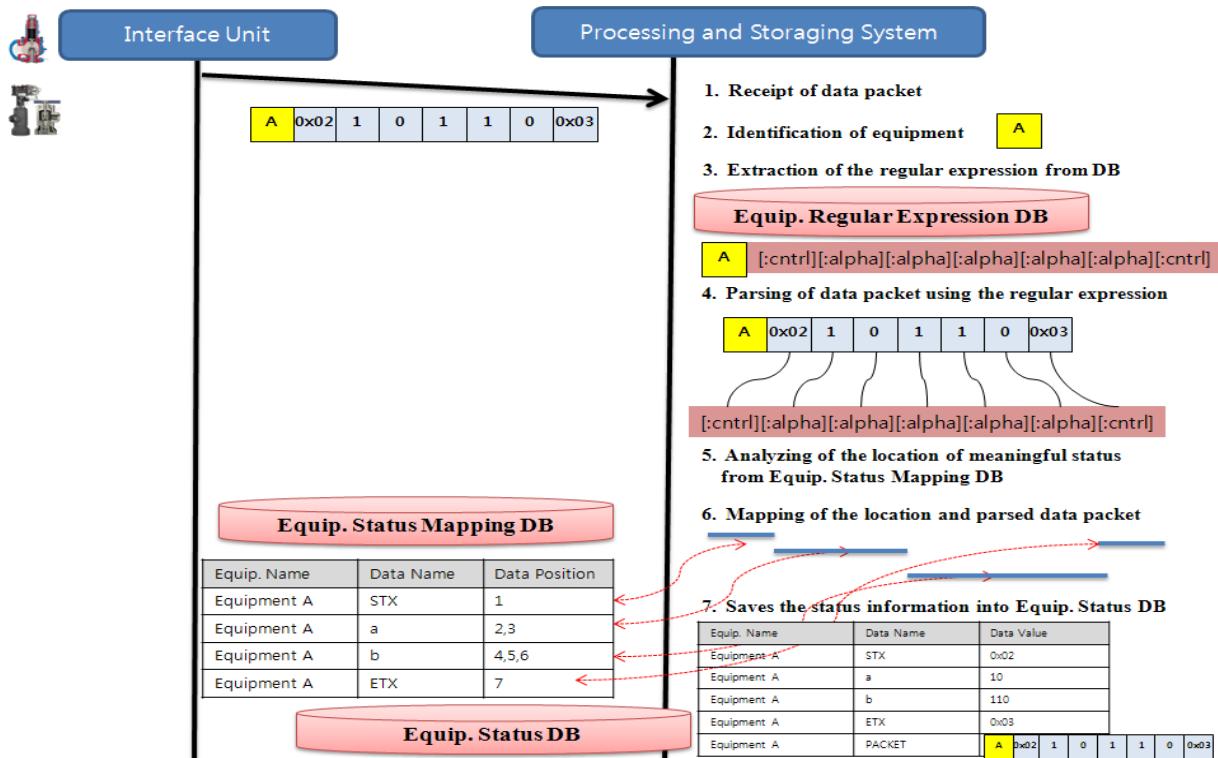 Interface Unit
Processing and Storaging System
A 0x02 1 0 1 1 0 0x03
1. Receipt of data packet
2. Identification of equipment A
3. Extraction of the regular expression from DB
Equip. Regular Expression DB
A [:cntrl][:alpha][:alpha][:alpha][:alpha][:alpha][:cntrl]
4. Parsing of data packet using the regular expression
A 0x02 1 0 1 1 0 0x03
[:cntrl][:alpha][:alpha][:alpha][:alpha][:alpha][:cntrl]
5. Analyzing of the location of meaningful status
from Equip. Status Mapping DB
6. Mapping of the location and parsed data packet
Equip. Status Mapping DB
Equip. Name Data Name Data Position
Equipment A STX 1
Equipment A a 2,3
Equipment A b 4,5,6
Equipment A ETX 7
7. Saves the status information into Equip. Status DB
Equip. Name Data Name Data Value
Equipment A STX 0x02
Equipment A a 10
Equipment A b 110
Equipment A ETX 0x03
Equipment A PACKET A 0x02 1 0 1 1 0 0x03
Equip. Status DB